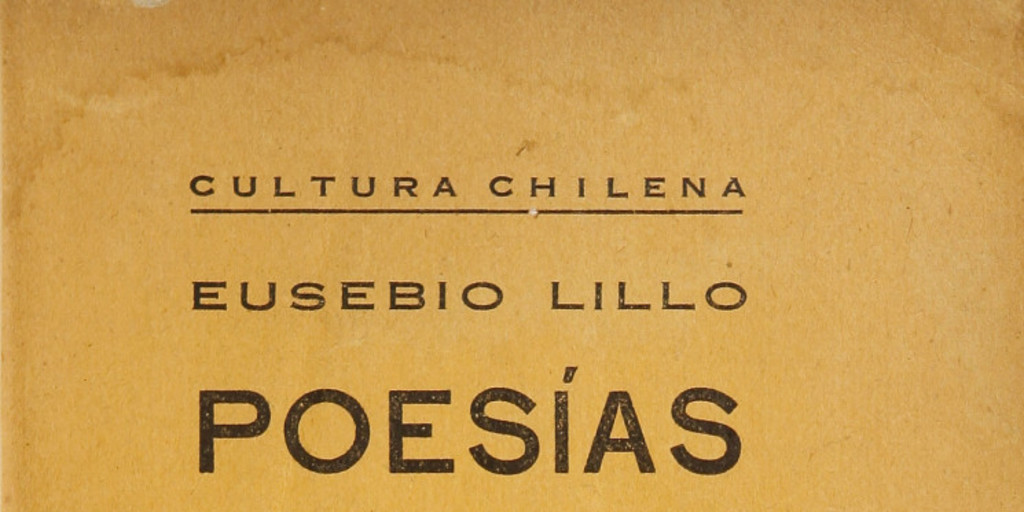 CULTURA CHILENA
EUSEBIO LILLO
POESÍAS